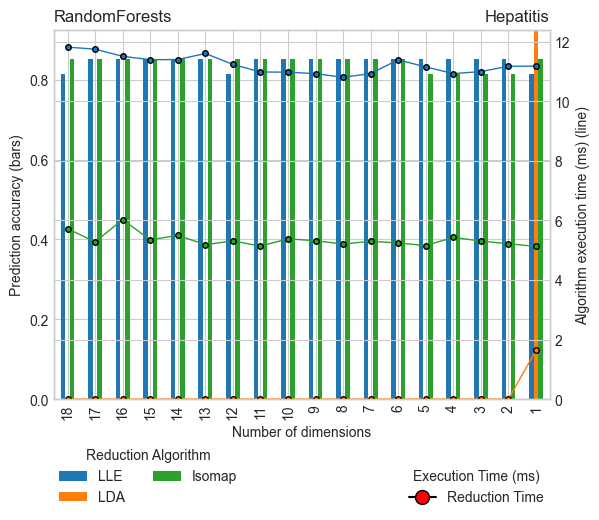 RandomForests Hepatitis
Prediction accuracy (bars)
0.8
0.6
0.4
0.2
0.0
12
10
8
6
4
2
0
Algorithm execution time (ms) (line)
18 17 16 15 14 13 12 11 10 9 8 7 6 5 4 3 2 1
Number of dimensions
Reduction Algorithm
LLE Isomap
LDA
Execution Time (ms)
Reduction Time